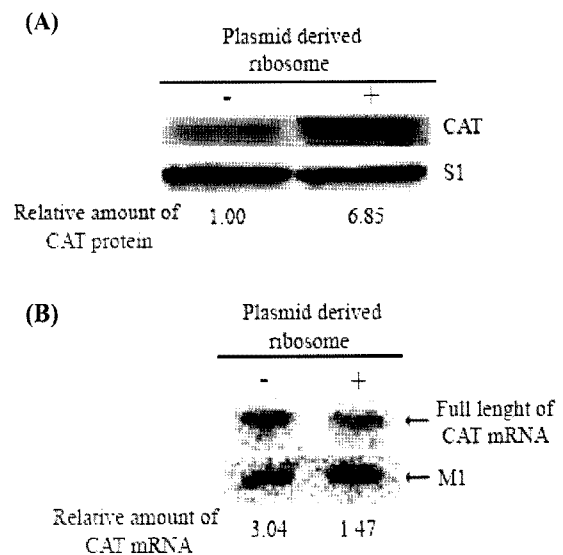 (A)
Plasmid derived
ribosome
- +
CAT
S1
Relative amount of
CAT protein
1.00 6.85
(B)
Plasmid derived
ribosome
- +
Full lenght of
CAT mRNA
M1
Relative amount of
CAT mRNA
3.04 1 47